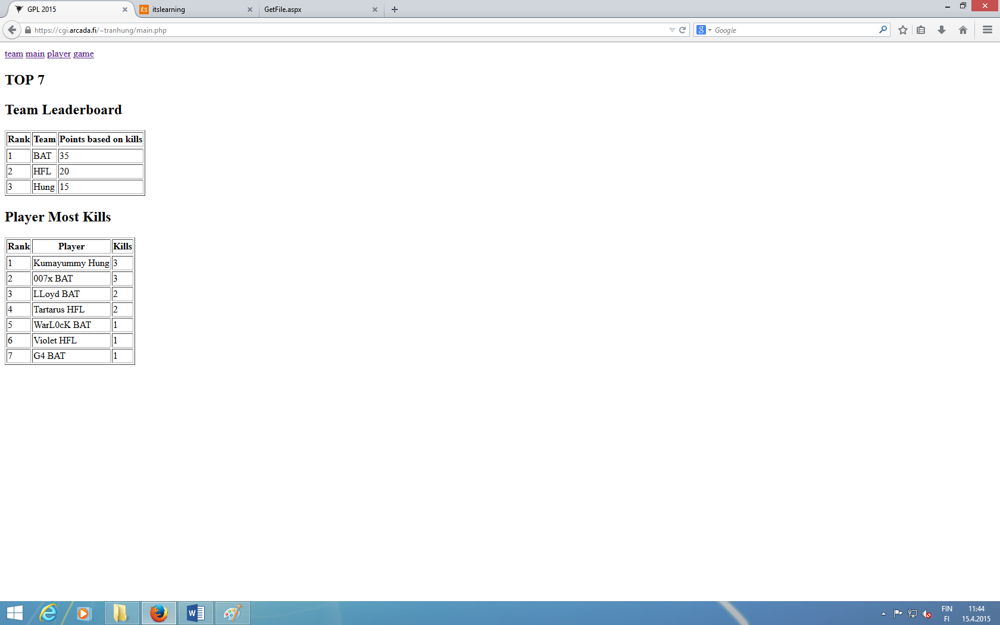 GPL 2015
itslearning
GetFile.aspx
https://cgi.arcada.fi/~tranhung/main.php
Google
team main player game
TOP 7
Team Leaderboard
Rank Team Points based on kills
1 BAT 35
2 HFL 20
3 Hung 15
Player Most Kills
Rank Player Kills
1 Kumayummy Hung 3
2 007x BAT 3
3 LLoyd BAT 2
4 Tartarus HFL 2
5 WarL0cK BAT 1
6 Violet HFL 1
7 G4 BAT 1
FIN 11:44
FI 15.4.2015